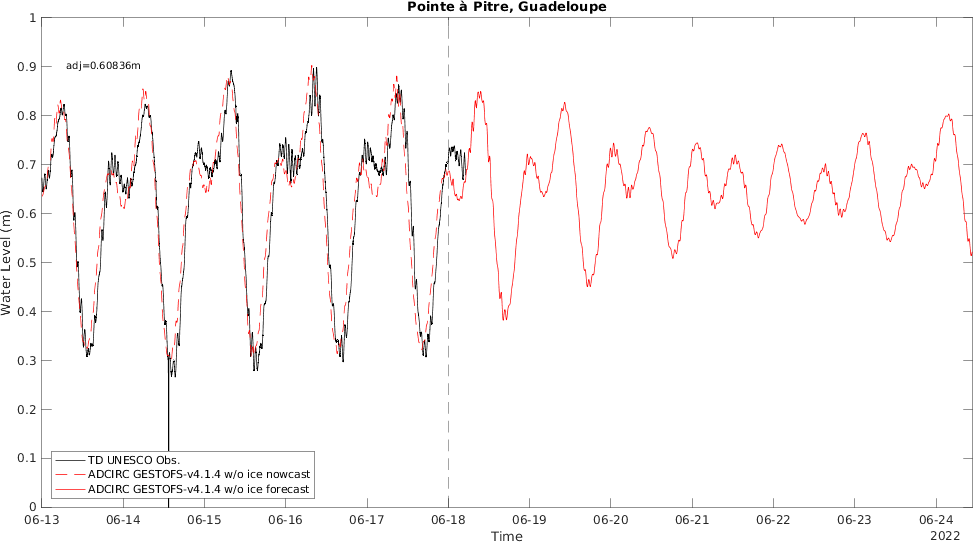 Pointe à Pitre, Guadeloupe
adj=0.60836m
Water Level (m)
1
0.9
0.8
0.7
0.6
0.5
0.4
0.3
0.2
0.1
0
TD UNESCO Obs.
ADCIRC GESTOFS-v4.1.4 w/o ice nowcast
ADCIRC GESTOFS-v4.1.4 w/o ice forecast
06-13 06-14 06-15 06-16 06-17 06-18 06-19 06-20 06-21 06-22 06-23 06-24
Time
2022